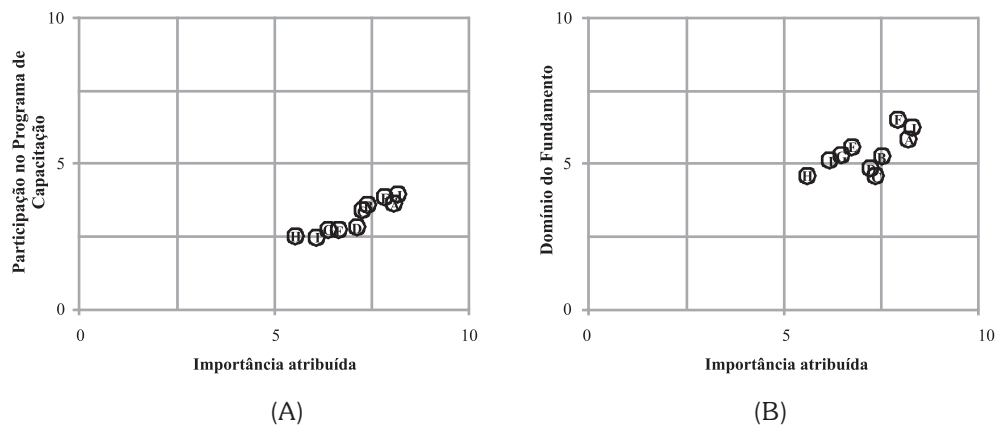 10
5
0
Participação no Programa de
Capacitação
H
I
G
E
D
B
F
A
J
0
5
10
Importância atribuída
(A)
10
5
0
Domínio do Fundamento
H
I
G
E
D
C
B
F
A
J
0
5
10
Importância atribuída
(B)